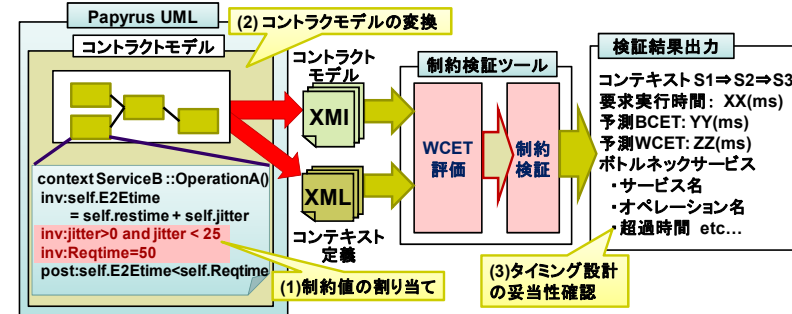 Papyrus UML
(2) コントラクモデルの変換
コントラクトモデル
context ServiceB ::OperationA()
inv:self.E2Etime
= self.restime + self.jitter
inv:jitter>0 and jitter < 25
inv:Reqtime=50
post:self.E2Etime<self.Reqtime
(1)制約値の割り当て
コントラクト
モデル
XMI
XML
コンテキスト
定義
制約検証ツール
WCET
評価
制約
検証
(3)タイミング設計
の妥当性確認
検証結果出力
コンテキスト S1⇒S2⇒S3
要求実行時間： XX(ms)
予測BCET: YY(ms)
予測WCET: ZZ(ms)
ボトルネックサービス
・サービス名
・オペレーション名
・超過時間 etc...